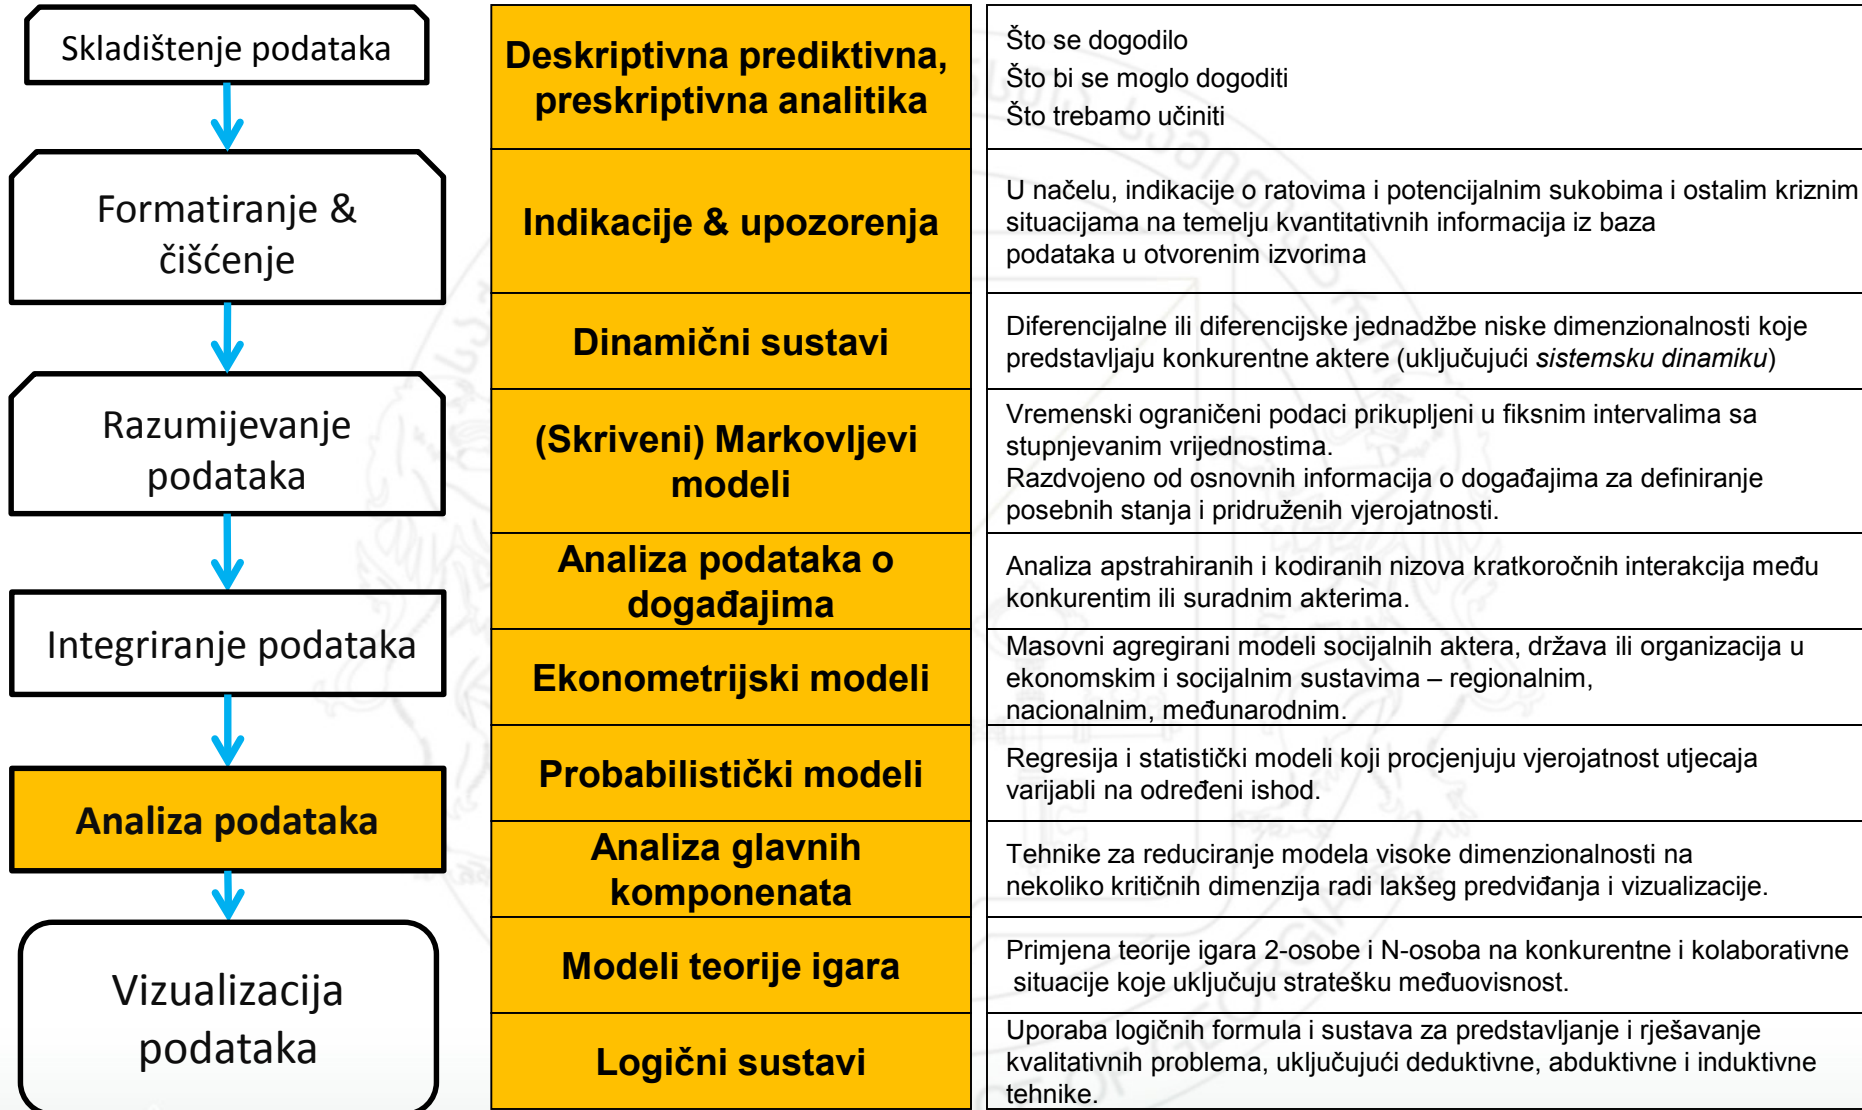 Skladištenje podataka
Formatiranje &
čišćenje
Razumijevanje
podataka
Integriranje podataka
Analiza podataka
Vizualizacija
podataka
Deskriptivna prediktivna,
preskriptivna analitika
Što se dogodilo
Što bi se moglo dogoditi
Što trebamo učiniti
Indikacije & upozorenja
U načelu, indikacije o ratovima i potencijalnim sukobima i ostalim kriznim
situacijama na temelju kvantitativnih informacija iz baza
podataka u otvorenim izvorima
Dinamični sustavi
Diferencijalne ili diferencijske jednadžbe niske dimenzionalnosti koje
predstavljaju konkurentne aktere (uključujući sistemsku dinamiku)
(Skriveni) Markovljevi
modeli
Vremenski ograničeni podaci prikupljeni u fiksnim intervalima sa
stupnjevanim vrijednostima.
Razdvojeno od osnovnih informacija o događajima za definiranje
posebnih stanja i pridruženih vjerojatnosti.
Analiza podataka o
događajima
Analiza apstrahiranih i kodiranih nizova kratkoročnih interakcija među
konkurentim ili suradnim akterima.
Ekonometrijski modeli
Masovni agregirani modeli socijalnih aktera, država ili organizacija u
ekonomskim i socijalnim sustavima – regionalnim,
nacionalnim, međunarodnim.
Probabilistički modeli
Regresija i statistički modeli koji procjenjuju vjerojatnost utjecaja
varijabli na određeni ishod.
Analiza glavnih
komponenata
Tehnike za reduciranje modela visoke dimenzionalnosti na
nekoliko kritičnih dimenzija radi lakšeg predviđanja i vizualizacije.
Modeli teorije igara
Primjena teorije igara 2-osobe i N-osoba na konkurentne i kolaborativne
situacije koje uključuju stratešku međuovisnost.
Logični sustavi
Uporaba logičnih formula i sustava za predstavljanje i rješavanje
kvalitativnih problema, uključujući deduktivne, abduktivne i induktivne
tehnike.
OF GEORGIA